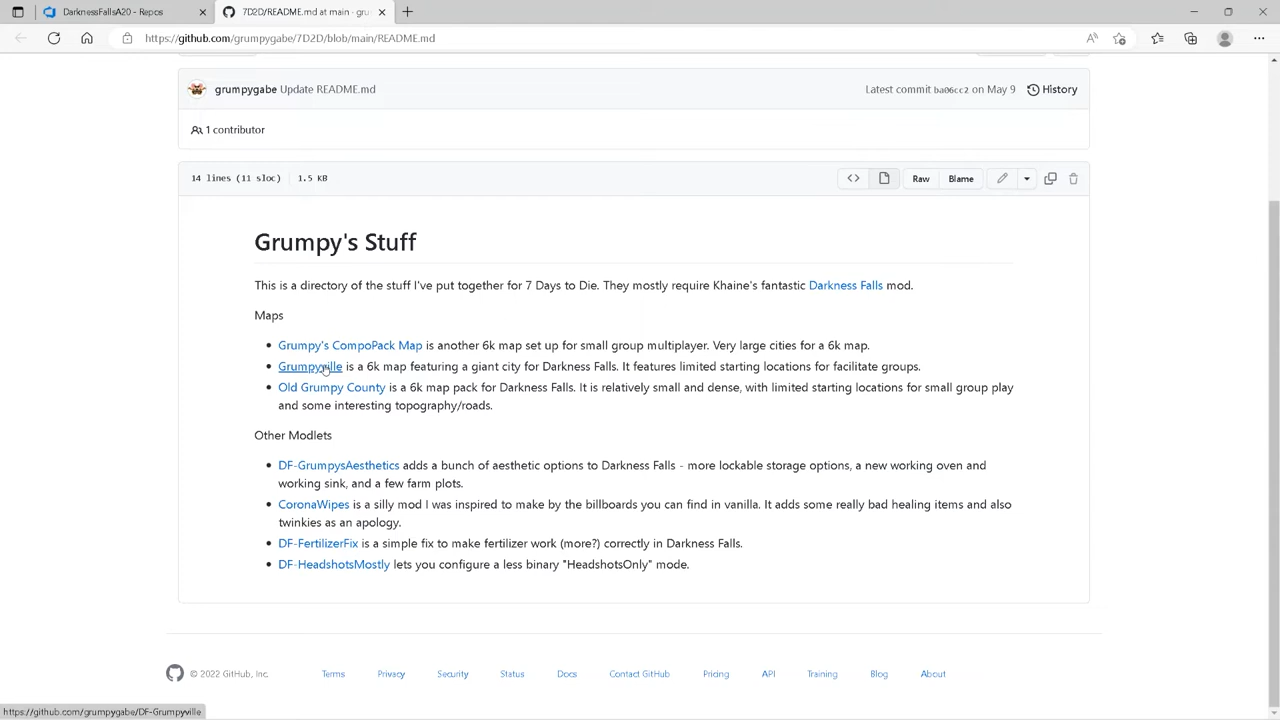 DarknessFallsA20 - Repos
7D2D/README.md at main · gru
https://github.com/grumpygabe/7D2D/blob/main/README.md
grumpygabe Update README.md
Latest commit ba06cc2 on May 9
History
1 contributor
14 lines (11 sloc)
1.5 KB
Raw
Blame
Grumpy's Stuff
This is a directory of the stuff I've put together for 7 Days to Die. They mostly require Khaine's fantastic Darkness Falls mod.
Maps
• Grumpy's CompoPack Map is another 6k map set up for small group multiplayer. Very large cities for a 6k map.
• Grumpyville is a 6k map featuring a giant city for Darkness Falls. It features limited starting locations for facilitate groups.
• Old Grumpy County is a 6k map pack for Darkness Falls. It is relatively small and dense, with limited starting locations for small group play
and some interesting topography/roads.
Other Modlets
• DF-GrumpysAesthetics adds a bunch of aesthetic options to Darkness Falls - more lockable storage options, a new working oven and
working sink, and a few farm plots.
• CoronaWipes is a silly mod I was inspired to make by the billboards you can find in vanilla. It adds some really bad healing items and also
twinkies as an apology.
• DF-FertilizerFix is a simple fix to make fertilizer work (more?) correctly in Darkness Falls.
• DF-HeadshotsMostly lets you configure a less binary "HeadshotsOnly" mode.
© 2022 GitHub, Inc.
Terms
Privacy
Security
Status
Docs
Contact GitHub
Pricing
API
Training
Blog
About
https://github.com/grumpygabe/DF-Grumpyville